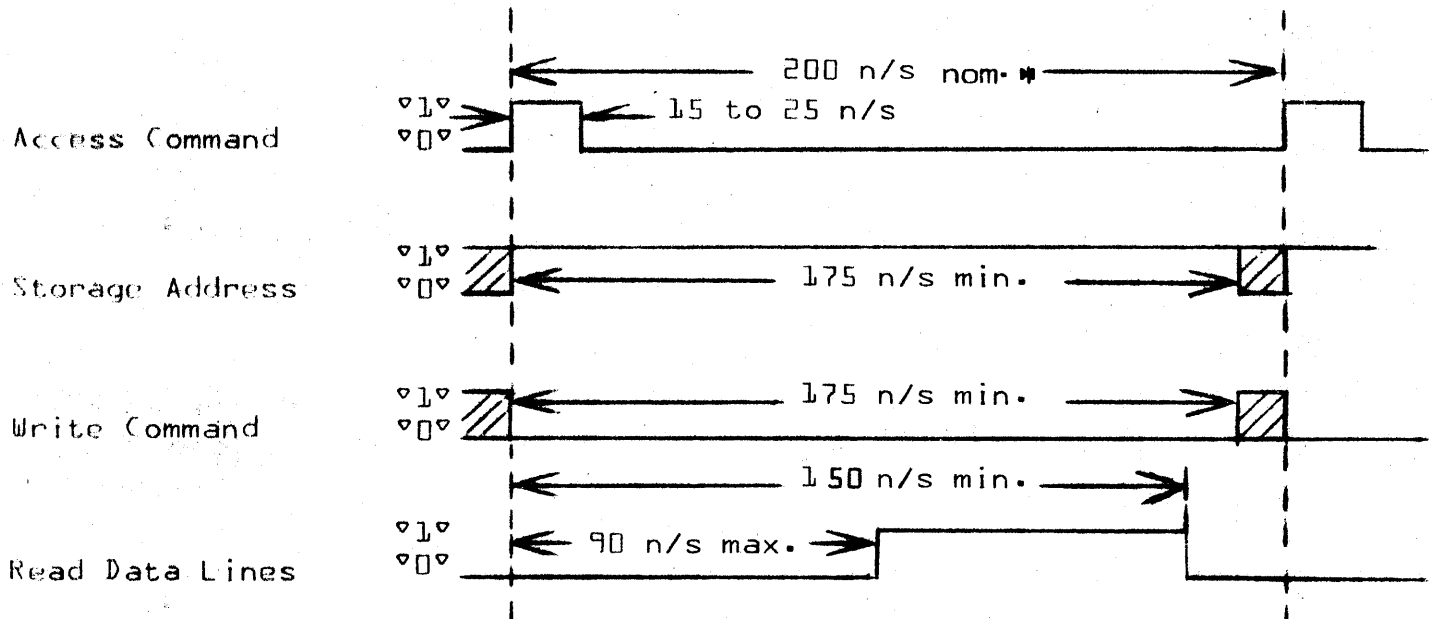 200 n/s nom. *
"1" 15 to 25 n/s
Access Command "0"
"1"
Storage Address "0" 175 n/s min.
"1" 175 n/s min.
Write Command "0"
150 n/s min.
"1" 90 n/s max.
Read Data Lines "0"